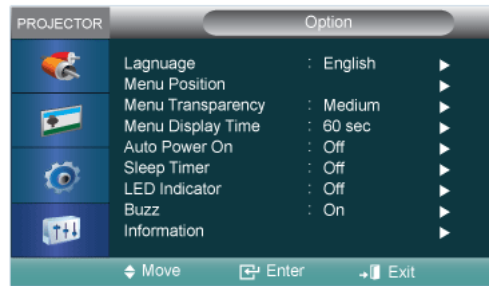 PROJECTOR
Option
Lagnuage : English
Menu Position
Menu Transparency : Medium
Menu Display Time : 60 sec
Auto Power On : Off
Sleep Timer : Off
LED Indicator : Off
Buzz : On
Information
Move Enter Exit